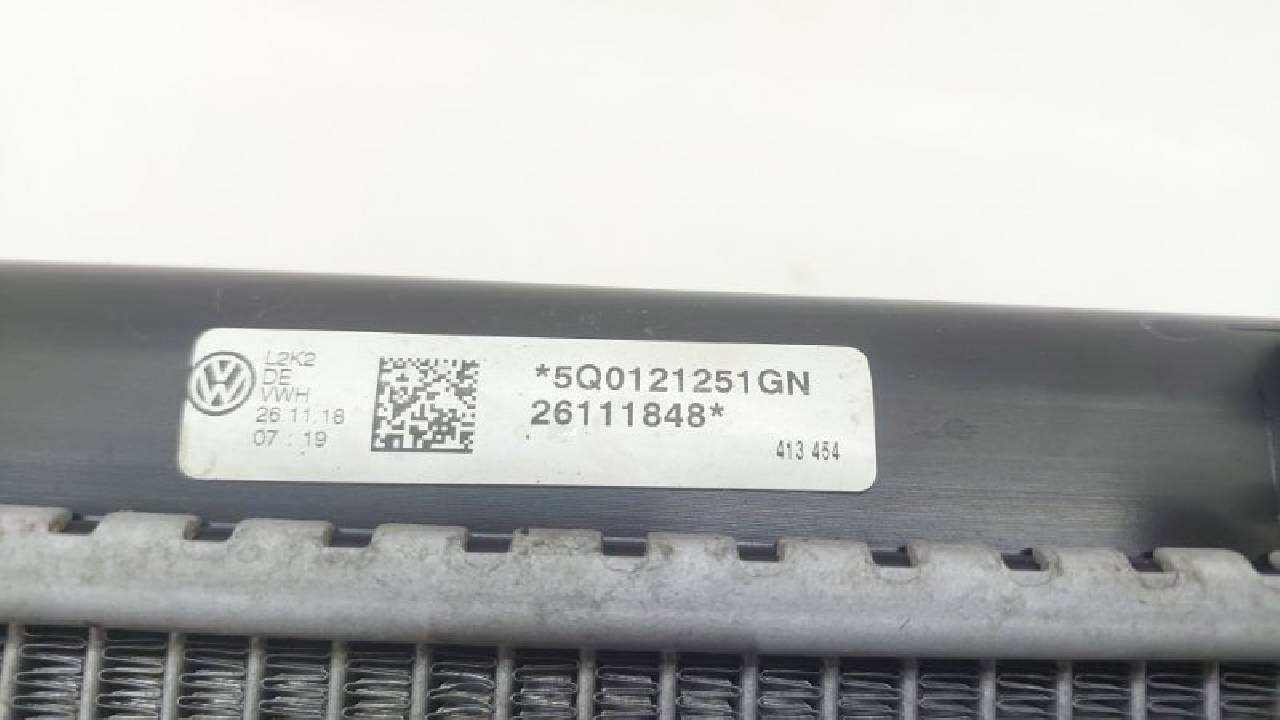 L2K2
DE
VWH
26.11.18
07 : 19
*5Q0121251GN
26111848*
413 454